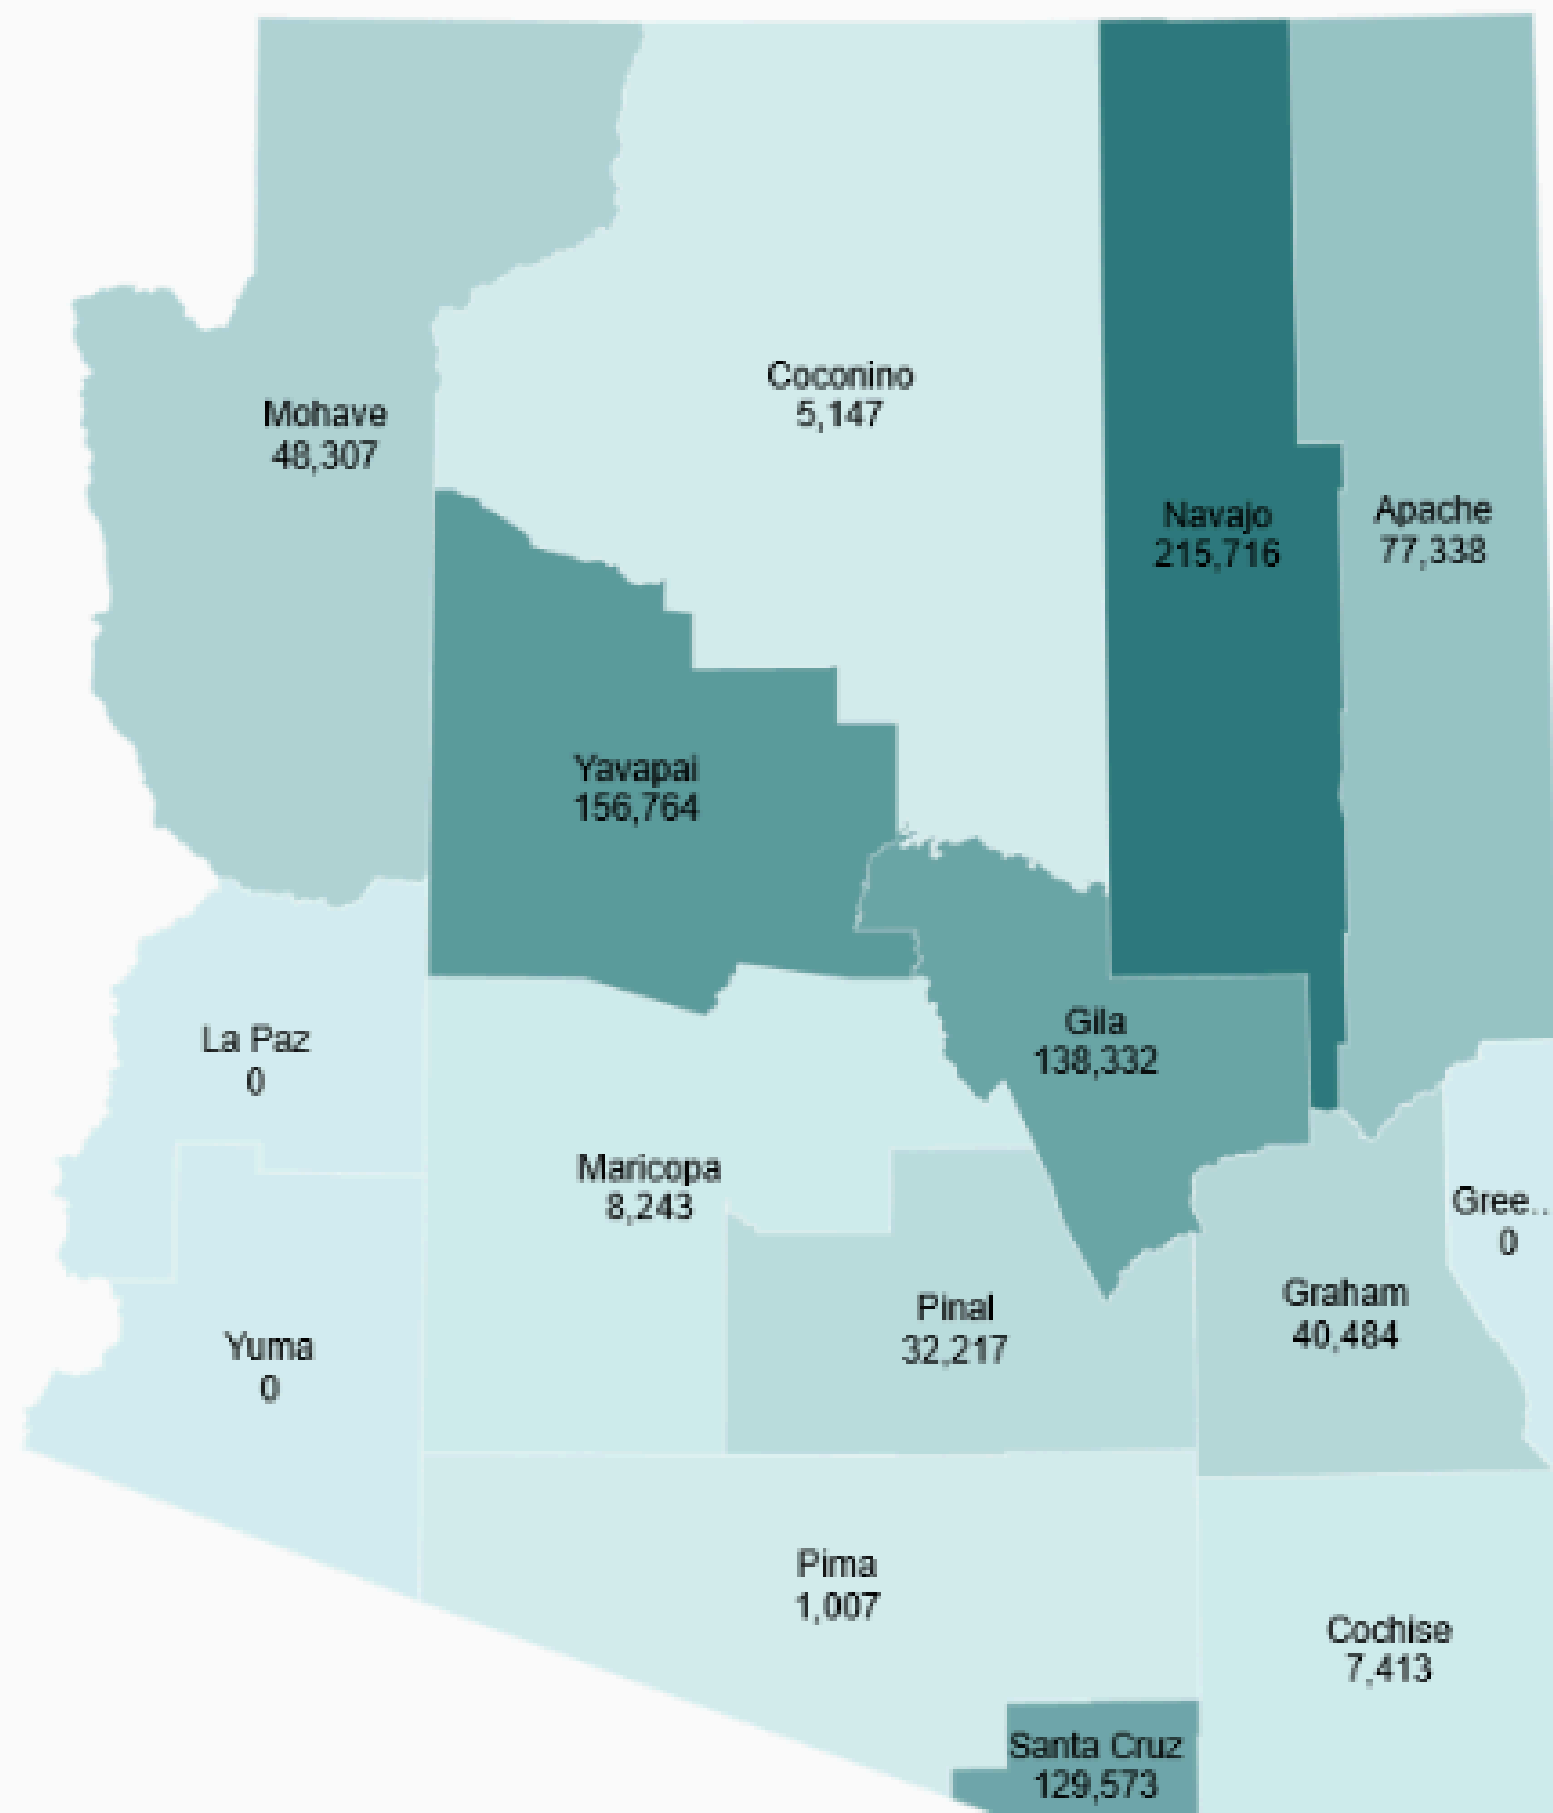 Coconino
5,147
Mohave
48,307
Navajo
215,716
Apache
77,338
Yavapai
156,764
La Paz
0
Gila
138,332
Maricopa
8,243
Gree..
0
Pinal
32,217
Graham
40,484
Yuma
0
Pima
1,007
Cochise
7,413
Santa Cruz
129,573